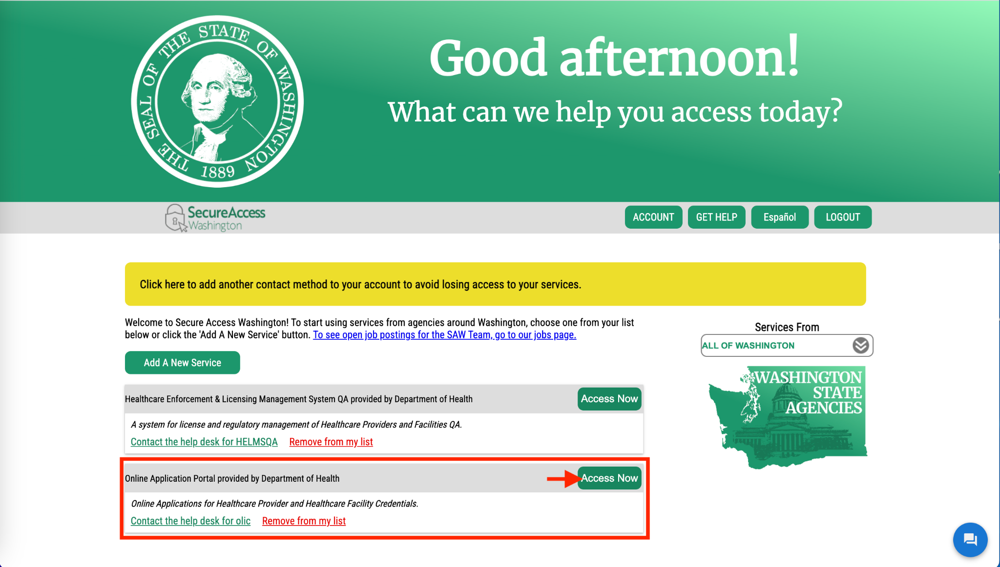 THE SEAL OF THE STATE OF WASHINGTON
1889
Good afternoon!
What can we help you access today?
SecureAccess
Washington
ACCOUNT
GET HELP
Español
LOGOUT
Click here to add another contact method to your account to avoid losing access to your services.
Welcome to Secure Access Washington! To start using services from agencies around Washington, choose one from your list
below or click the 'Add A New Service' button. To see open job postings for the SAW Team, go to our jobs page.
Services From
ALL OF WASHINGTON
Add A New Service
WASHINGTON
STATE
AGENCIES
Healthcare Enforcement & Licensing Management System QA provided by Department of Health
Access Now
A system for license and regulatory management of Healthcare Providers and Facilities QA.
Contact the help desk for HELMSQA Remove from my list
Online Application Portal provided by Department of Health
Access Now
Online Applications for Healthcare Provider and Healthcare Facility Credentials.
Contact the help desk for olic Remove from my list